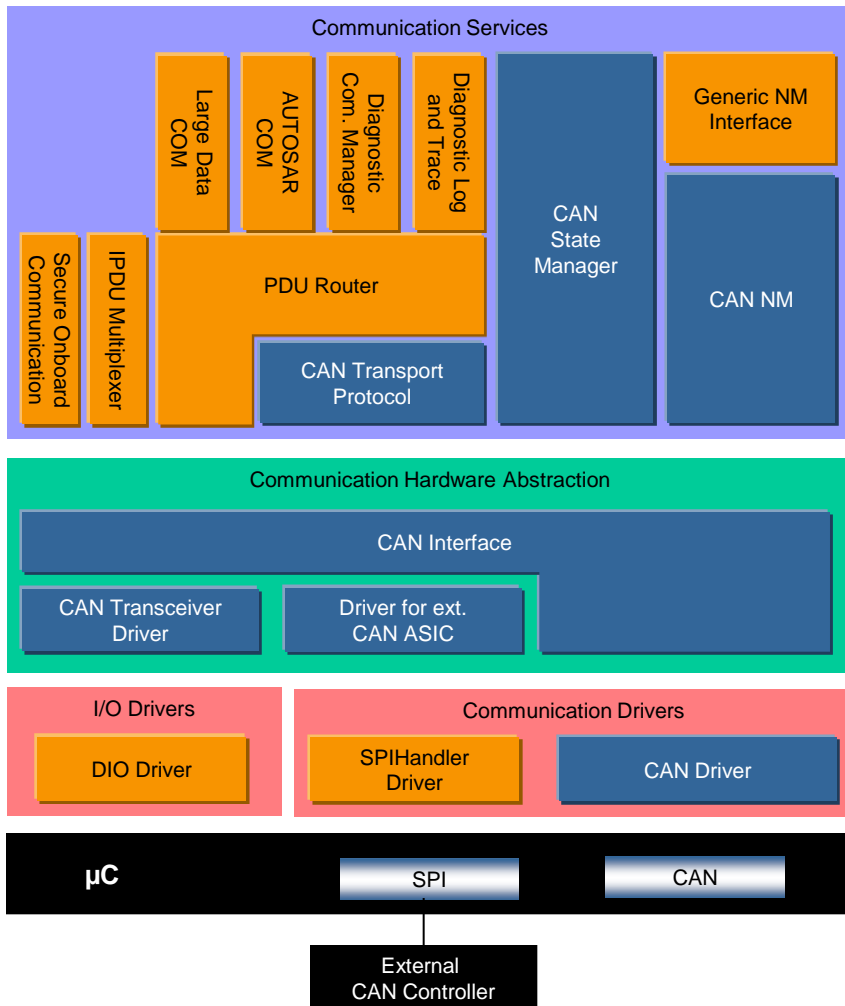 Communication Services
Large Data
COM
AUTOSAR
COM
Diagnostic
Com. Manager
Diagnostic Log
and Trace
CAN
State
Manager
Generic NM
Interface
Secure Onboard
Communication
IPDU Multiplexer
PDU Router
CAN Transport
Protocol
CAN NM
Communication Hardware Abstraction
CAN Interface
CAN Transceiver
Driver
Driver for ext.
CAN ASIC
I/O Drivers
DIO Driver
Communication Drivers
SPIHandler
Driver
CAN Driver
µC
SPI
CAN
External
CAN Controller